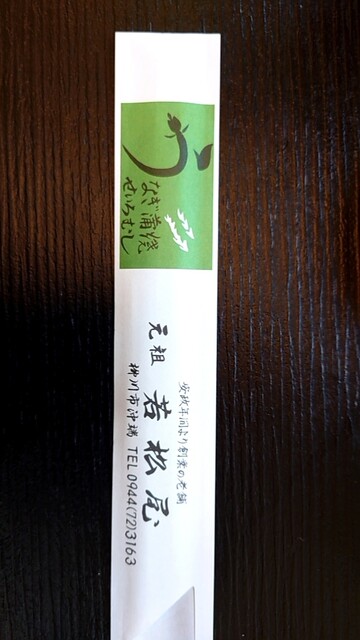 う
なぎ蒲焼
せいろむし
安政年間より創業の老舗
元祖 若松屋
柳川市沖端 TEL 0944(72)3163